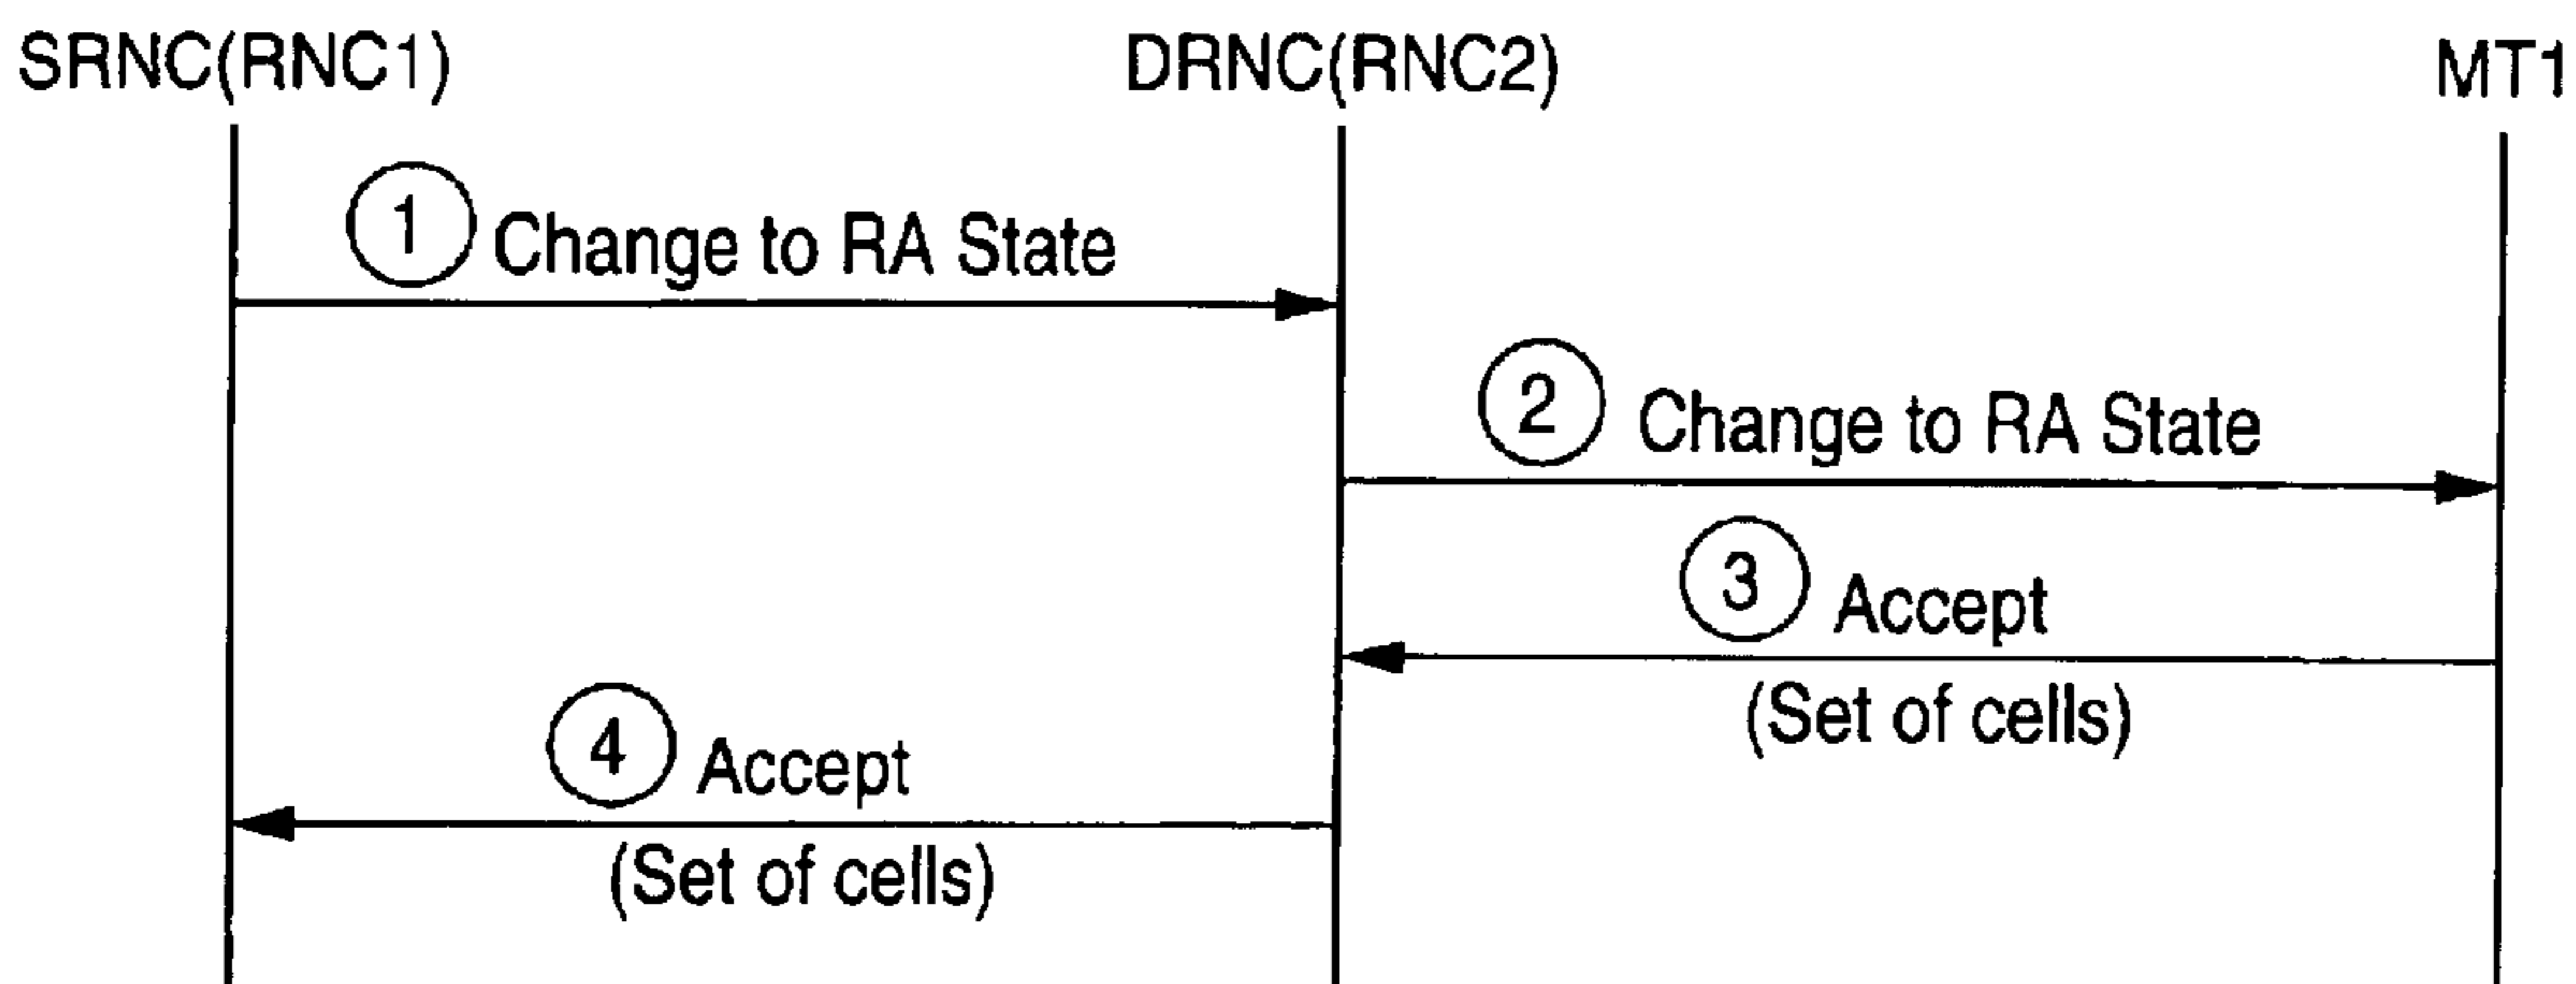 SRNC(RNC1)
DRNC(RNC2)
MT1
1 Change to RA State
2 Change to RA State
3 Accept
(Set of cells)
4 Accept
(Set of cells)